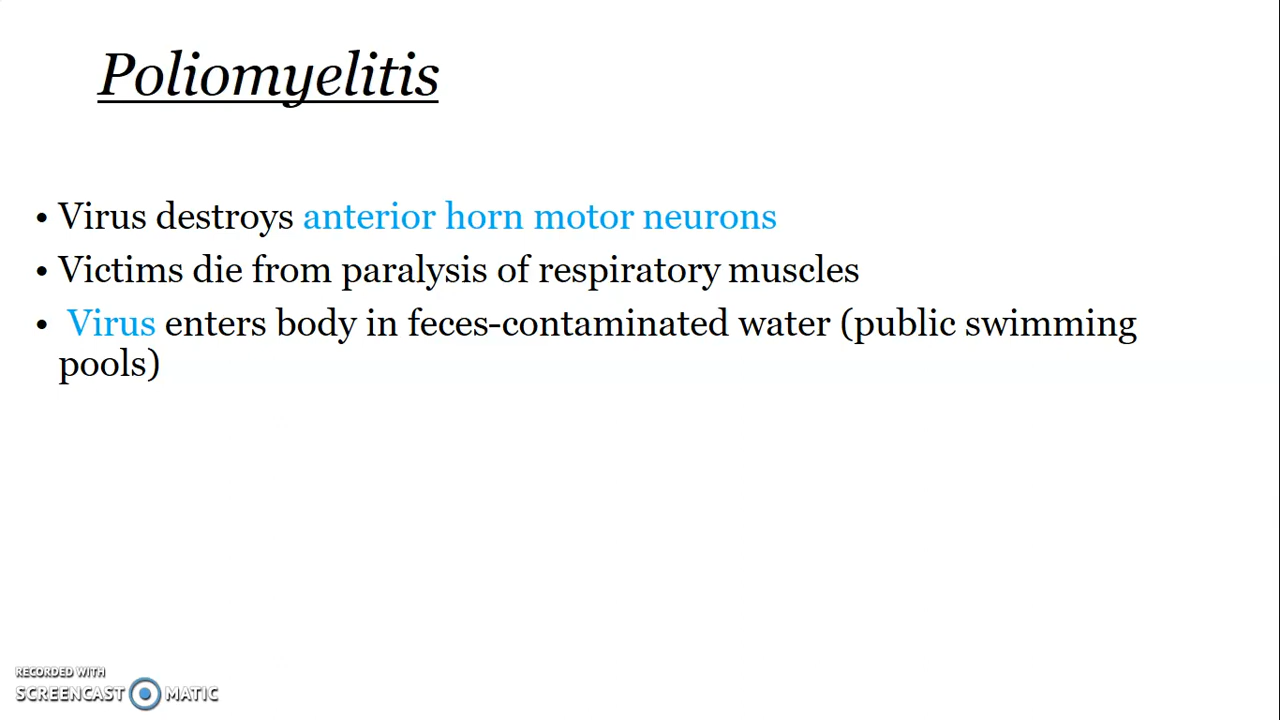 Poliomyelitis
• Virus destroys anterior horn motor neurons
• Victims die from paralysis of respiratory muscles
• Virus enters body in feces-contaminated water (public swimming
pools)
RECORDED WITH
SCREENCAST MATIC